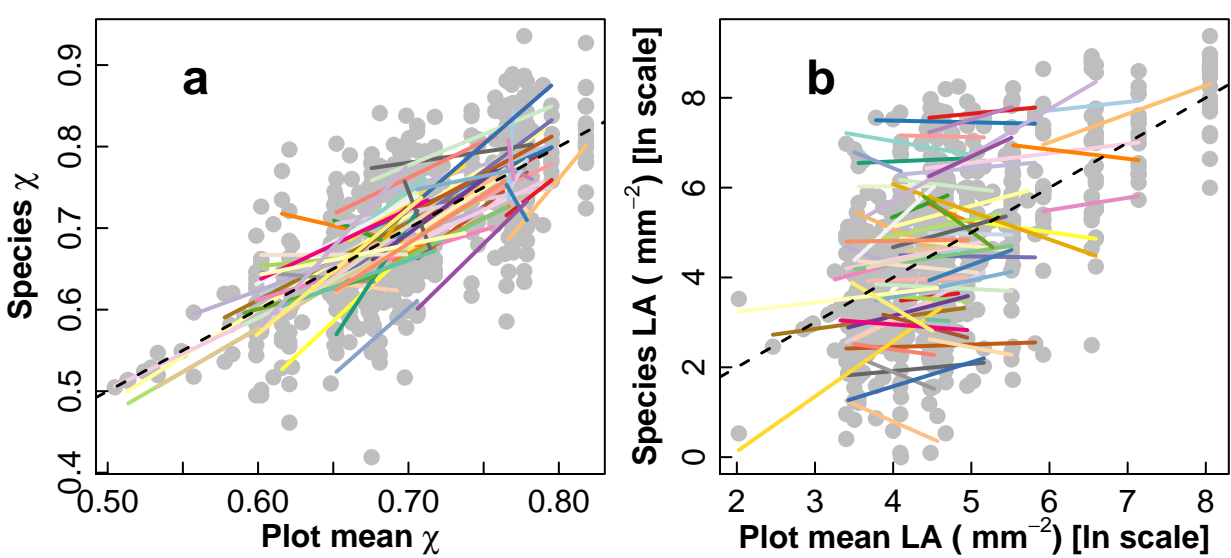 a
Species χ
0.4 0.5 0.6 0.7 0.8 0.9
0.50 0.60 0.70 0.80
Plot mean χ
b
Species LA ( mm⁻²) [ln scale]
0 2 4 6 8
2 3 4 5 6 7 8
Plot mean LA ( mm⁻²) [ln scale]